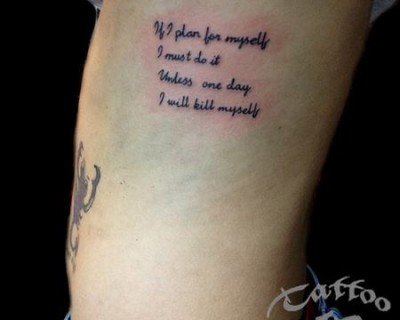 If I plan for myself
I must do it
Unless one day
I will kill myself
Tattoo